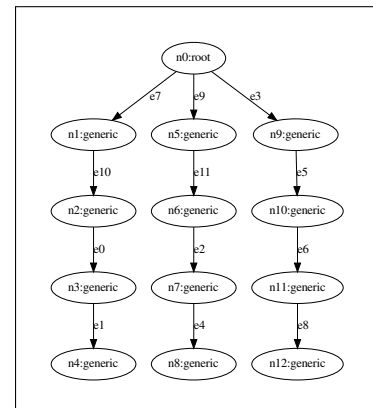 n0:root
e7 e9 e3
n1:generic n5:generic n9:generic
e10 e11 e5
n2:generic n6:generic n10:generic
e0 e2 e6
n3:generic n7:generic n11:generic
e1 e4 e8
n4:generic n8:generic n12:generic